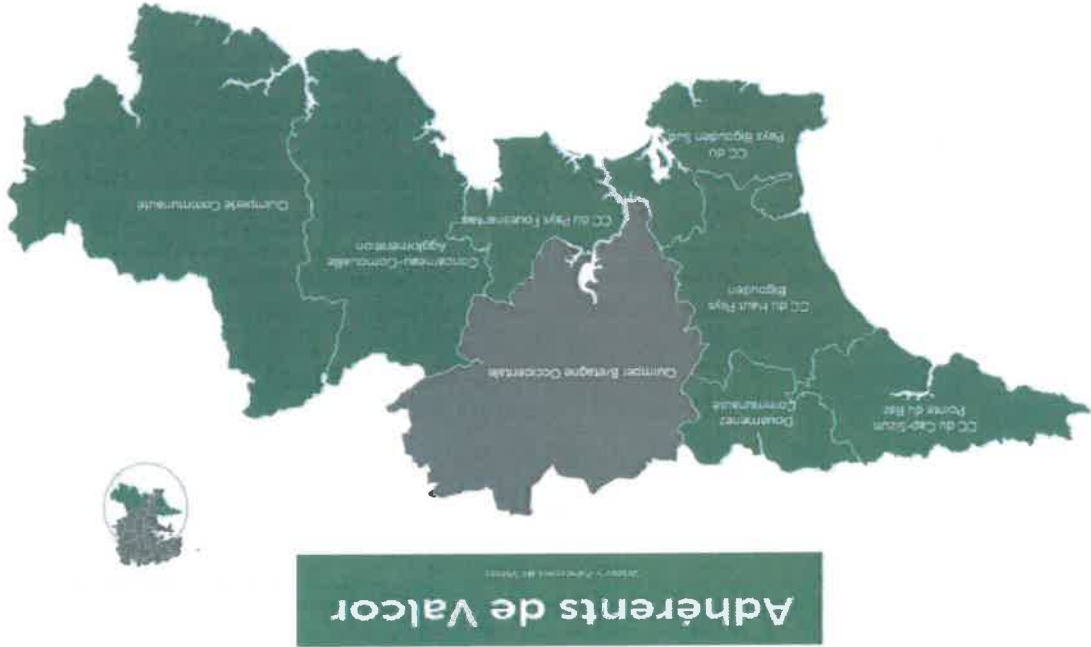 Adhérents de Valcor
CC du Cap-Sizun
Pointe du Raz
Douarnenez
Communauté
Quimper Bretagne Occidentale
CC du Haut Pays
Bigouden
Concarneau-Cornouaille
Agglomération
CC du Pays Fouesnantais
Quimperlé Communauté
CC du
Pays Bigouden Sud